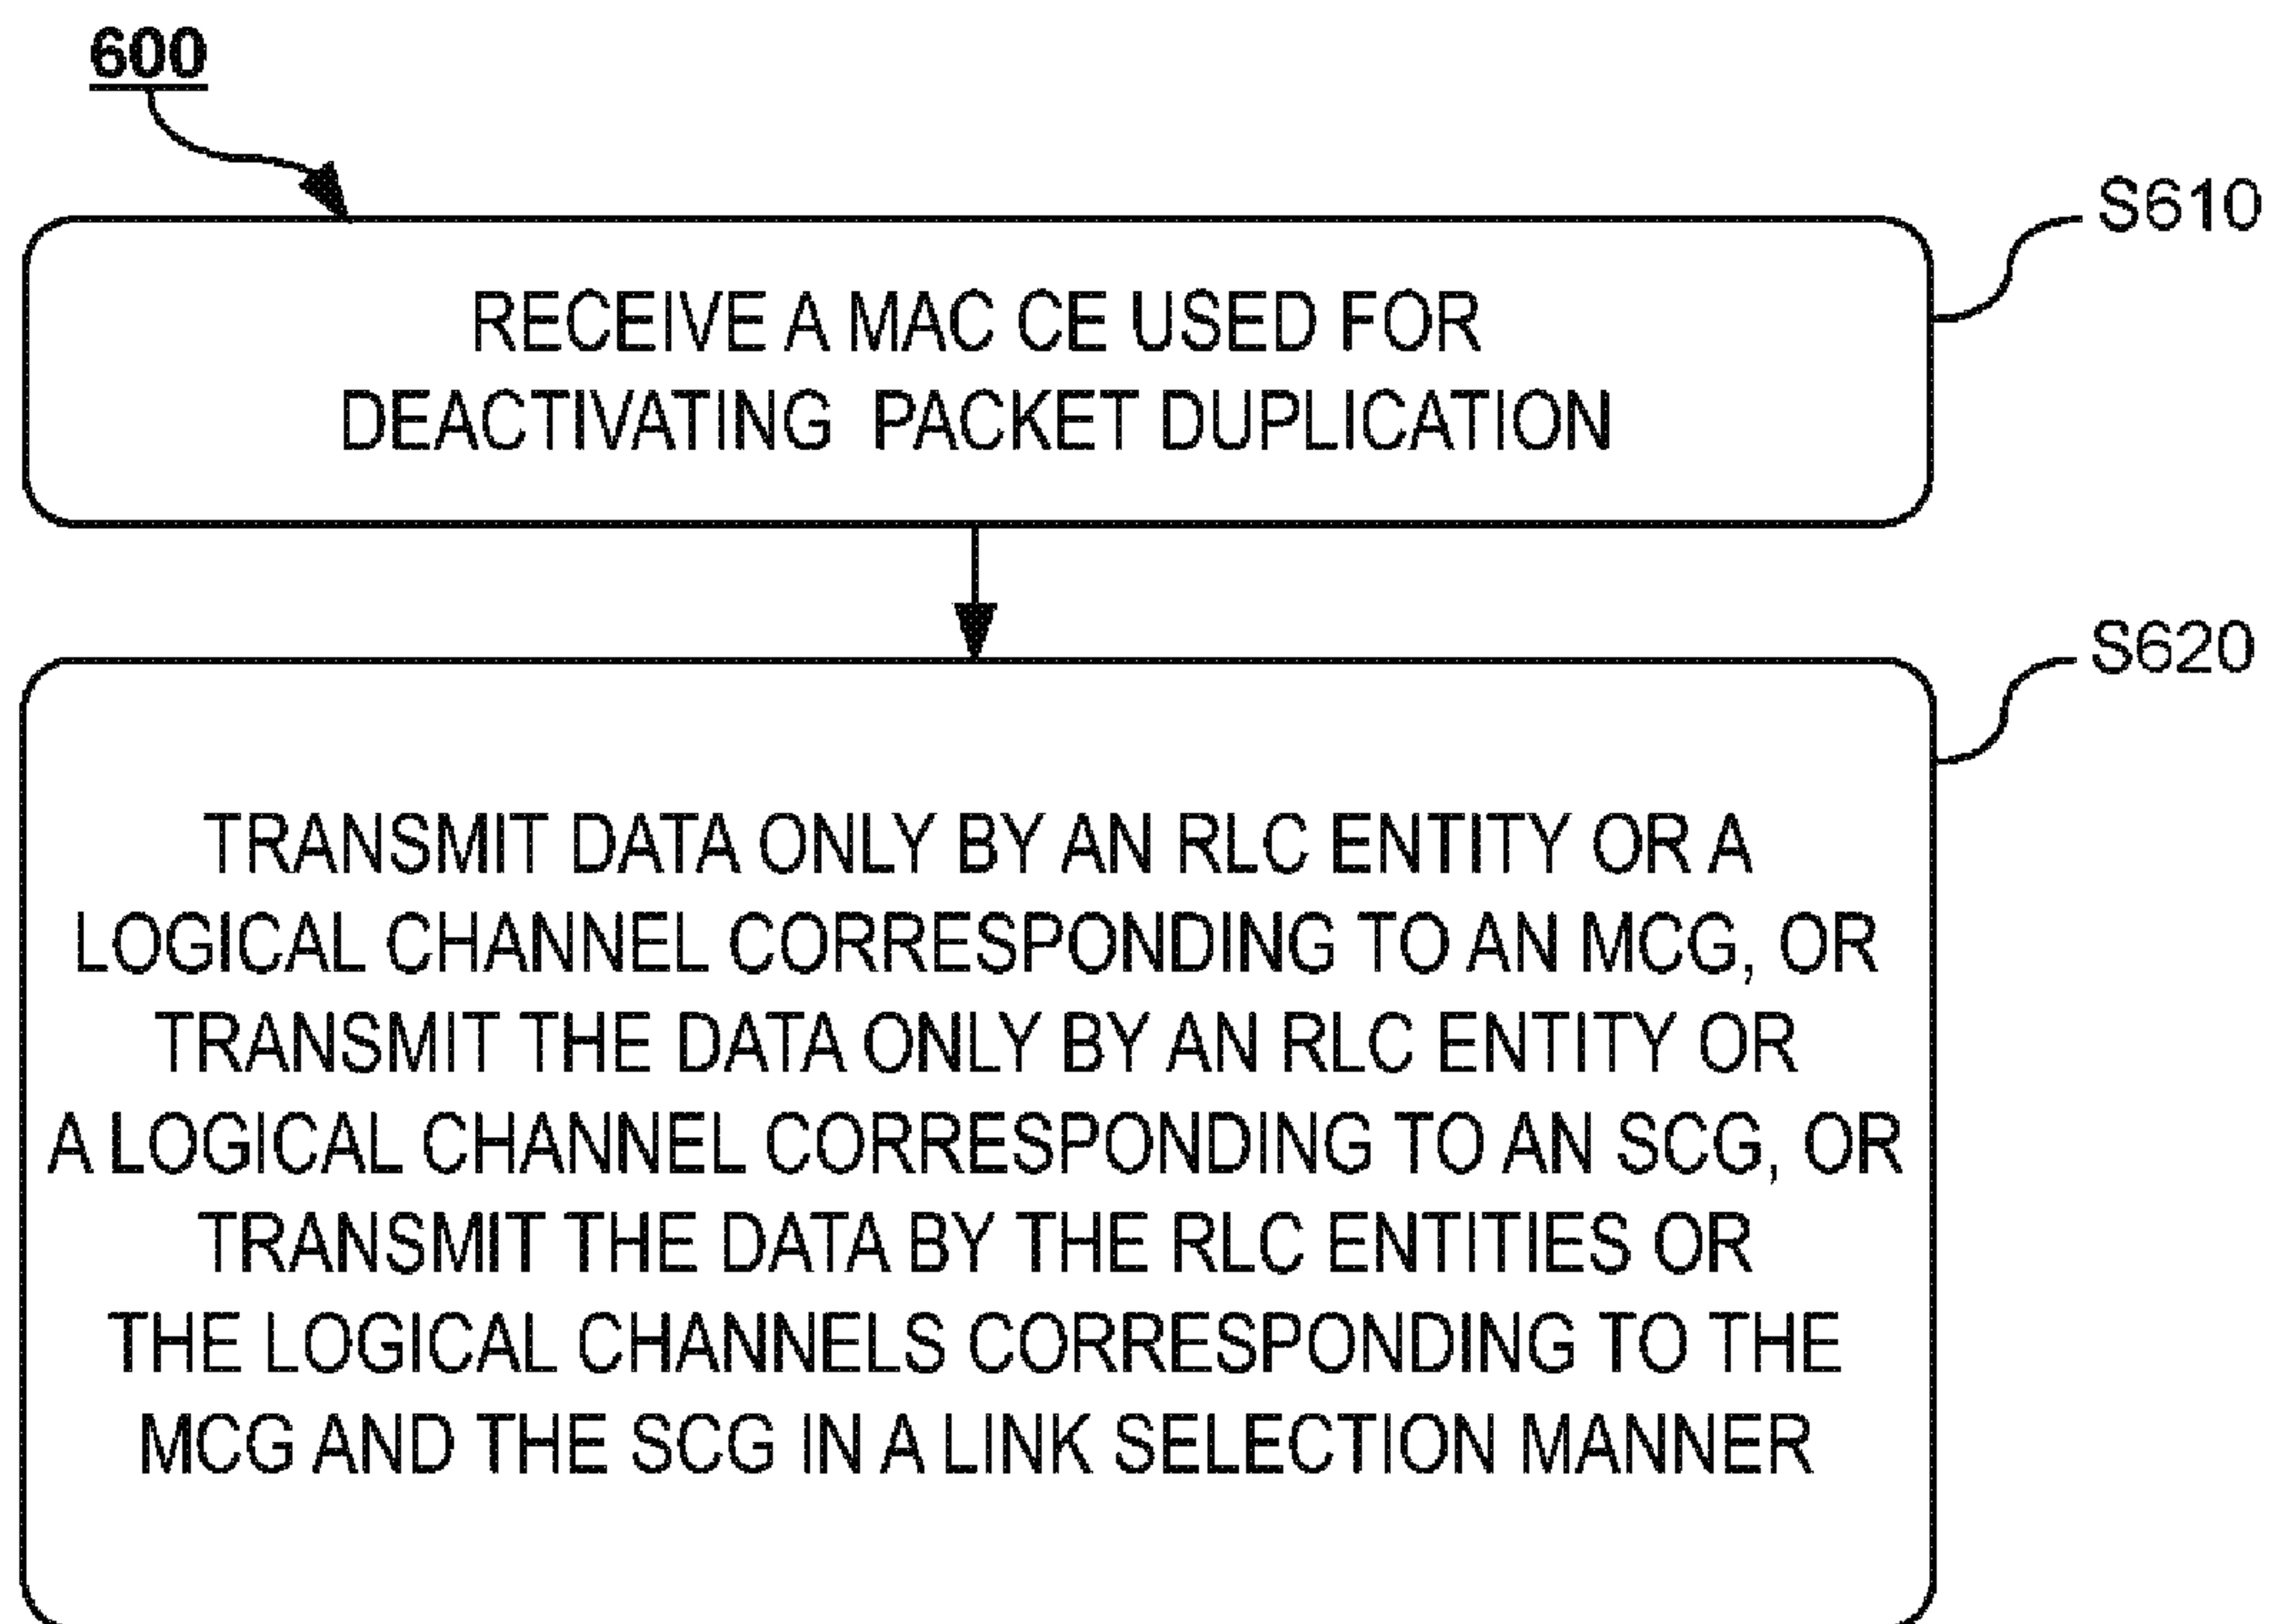 600
S610
RECEIVE A MAC CE USED FOR
DEACTIVATING PACKET DUPLICATION
S620
TRANSMIT DATA ONLY BY AN RLC ENTITY OR A
LOGICAL CHANNEL CORRESPONDING TO AN MCG, OR
TRANSMIT THE DATA ONLY BY AN RLC ENTITY OR
A LOGICAL CHANNEL CORRESPONDING TO AN SCG, OR
TRANSMIT THE DATA BY THE RLC ENTITIES OR
THE LOGICAL CHANNELS CORRESPONDING TO THE
MCG AND THE SCG IN A LINK SELECTION MANNER